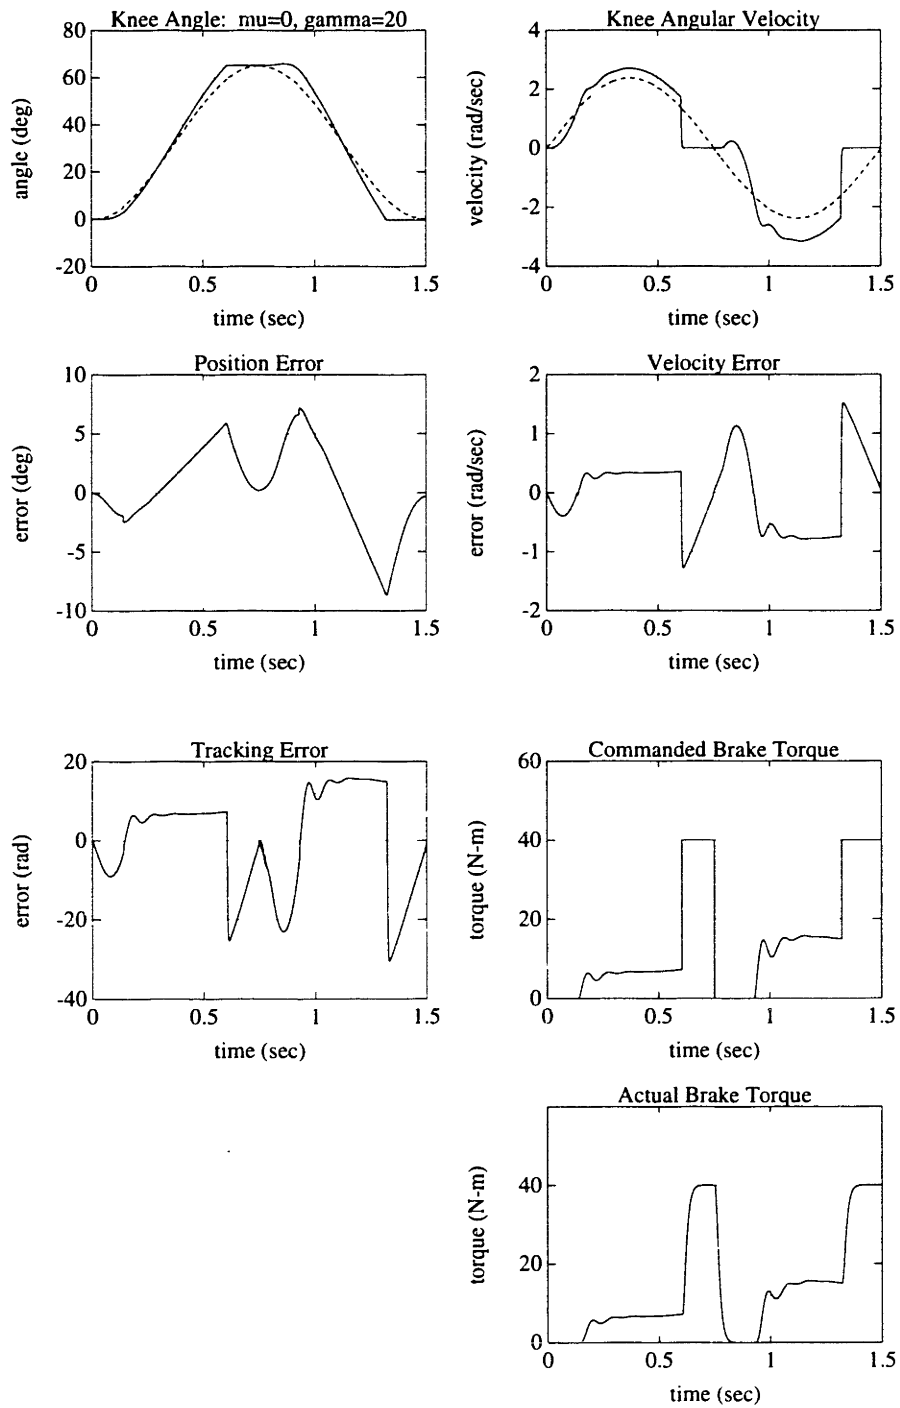 Knee Angle: mu=0, gamma=20
80
60
40
20
0
-20
angle (deg)
0 0.5 1 1.5
time (sec)
Knee Angular Velocity
4
2
0
-2
-4
velocity (rad/sec)
0 0.5 1 1.5
time (sec)
Position Error
10
5
0
-5
-10
error (deg)
0 0.5 1 1.5
time (sec)
Velocity Error
2
1
0
-1
-2
error (rad/sec)
0 0.5 1 1.5
time (sec)
Tracking Error
20
0
-20
-40
error (rad)
0 0.5 1 1.5
time (sec)
Commanded Brake Torque
60
40
20
0
torque (N-m)
0 0.5 1 1.5
time (sec)
Actual Brake Torque
40
20
0
torque (N-m)
0 0.5 1 1.5
time (sec)